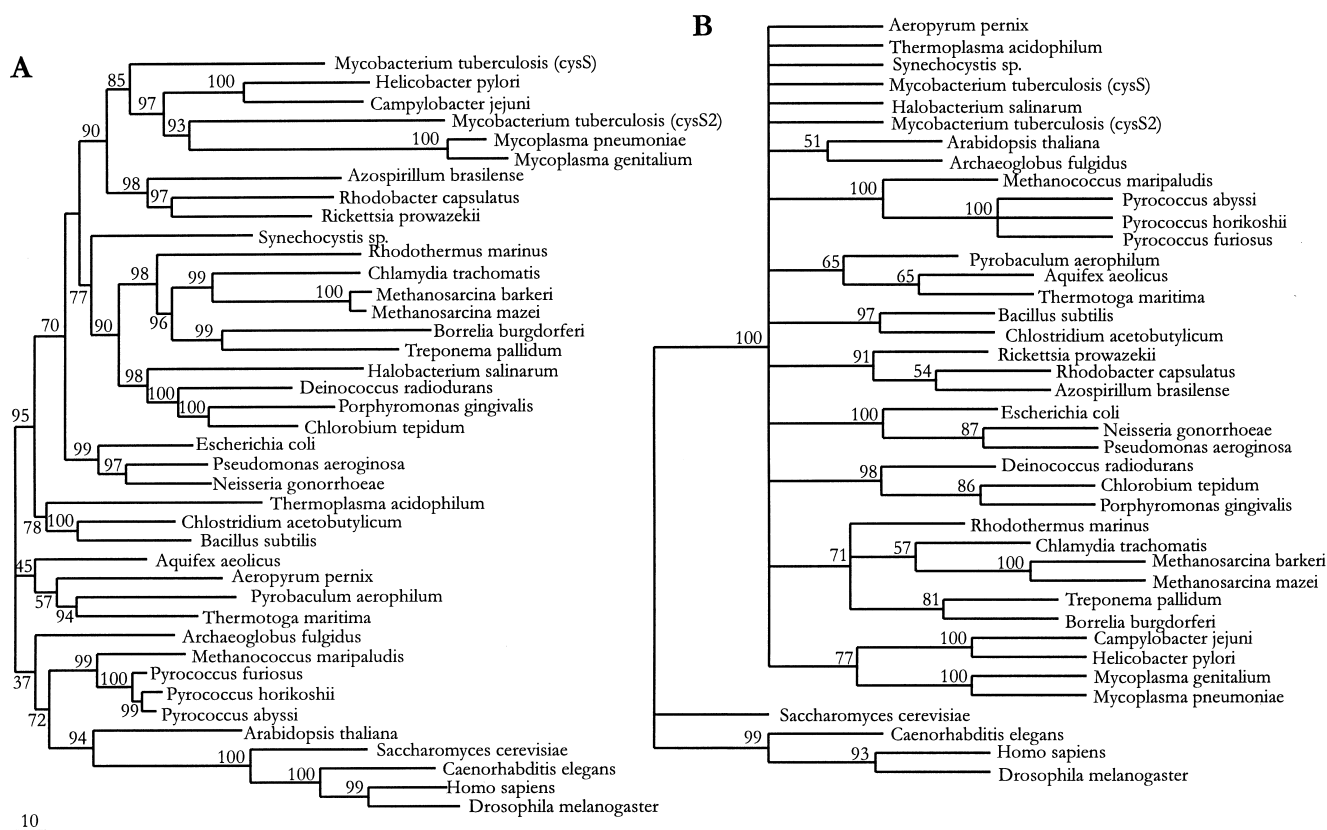 A
Mycobacterium tuberculosis (cysS)
85
100
Helicobacter pylori
97
Campylobacter jejuni
90
93
Mycobacterium tuberculosis (cysS2)
100
Mycoplasma pneumoniae
Mycoplasma genitalium
98
Azospirillum brasilense
97
Rhodobacter capsulatus
Rickettsia prowazekii
Synechocystis sp.
Rhodothermus marinus
98
99
Chlamydia trachomatis
77
100
Methanosarcina barkeri
Methanosarcina mazei
70
90
96
99
Borrelia burgdorferi
Treponema pallidum
98
Halobacterium salinarum
100
Deinococcus radiodurans
100
Porphyromonas gingivalis
Chlorobium tepidum
95
99
Escherichia coli
97
Pseudomonas aeroginosa
Neisseria gonorrhoeae
Thermoplasma acidophilum
78
100
Chlostridium acetobutylicum
Bacillus subtilis
45
Aquifex aeolicus
Aeropyrum pernix
57
Pyrobaculum aerophilum
94
Thermotoga maritima
Archaeoglobus fulgidus
37
99
Methanococcus maripaludis
100
Pyrococcus furiosus
Pyrococcus horikoshii
99
Pyrococcus abyssi
72
94
Arabidopsis thaliana
100
Saccharomyces cerevisiae
100
Caenorhabditis elegans
99
Homo sapiens
Drosophila melanogaster
10
B
Aeropyrum pernix
Thermoplasma acidophilum
Synechocystis sp.
Mycobacterium tuberculosis (cysS)
Halobacterium salinarum
Mycobacterium tuberculosis (cysS2)
51
Arabidopsis thaliana
Archaeoglobus fulgidus
100
Methanococcus maripaludis
100
Pyrococcus abyssi
Pyrococcus horikoshii
Pyrococcus furiosus
65
Pyrobaculum aerophilum
65
Aquifex aeolicus
Thermotoga maritima
97
Bacillus subtilis
Chlostridium acetobutylicum
100
91
Rickettsia prowazekii
54
Rhodobacter capsulatus
Azospirillum brasilense
100
Escherichia coli
87
Neisseria gonorrhoeae
Pseudomonas aeroginosa
98
Deinococcus radiodurans
86
Chlorobium tepidum
Porphyromonas gingivalis
71
Rhodothermus marinus
57
Chlamydia trachomatis
100
Methanosarcina barkeri
Methanosarcina mazei
81
Treponema pallidum
Borrelia burgdorferi
77
100
Campylobacter jejuni
Helicobacter pylori
100
Mycoplasma genitalium
Mycoplasma pneumoniae
Saccharomyces cerevisiae
99
Caenorhabditis elegans
93
Homo sapiens
Drosophila melanogaster